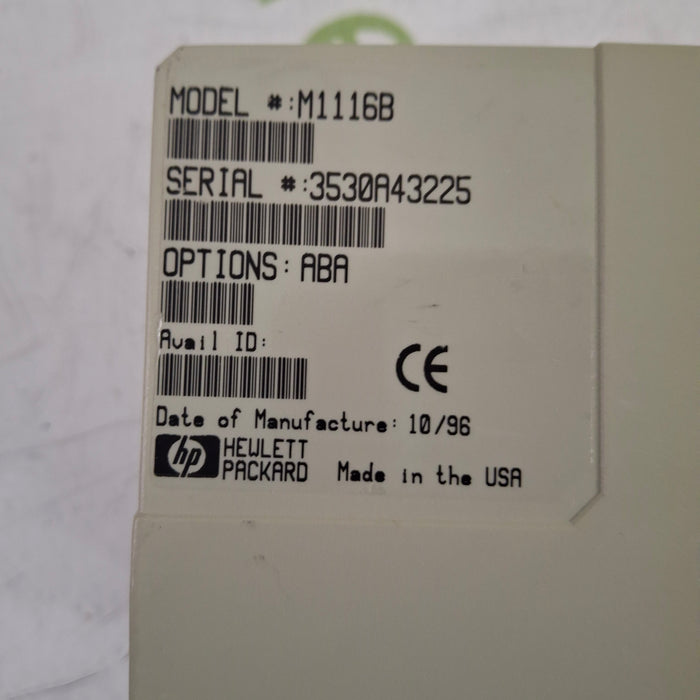 MODEL #:M1116B
SERIAL #:3530A43225
OPTIONS: ABA
Avail ID:
CE
Date of Manufacture: 10/96
hp HEWLETT
PACKARD Made in the USA